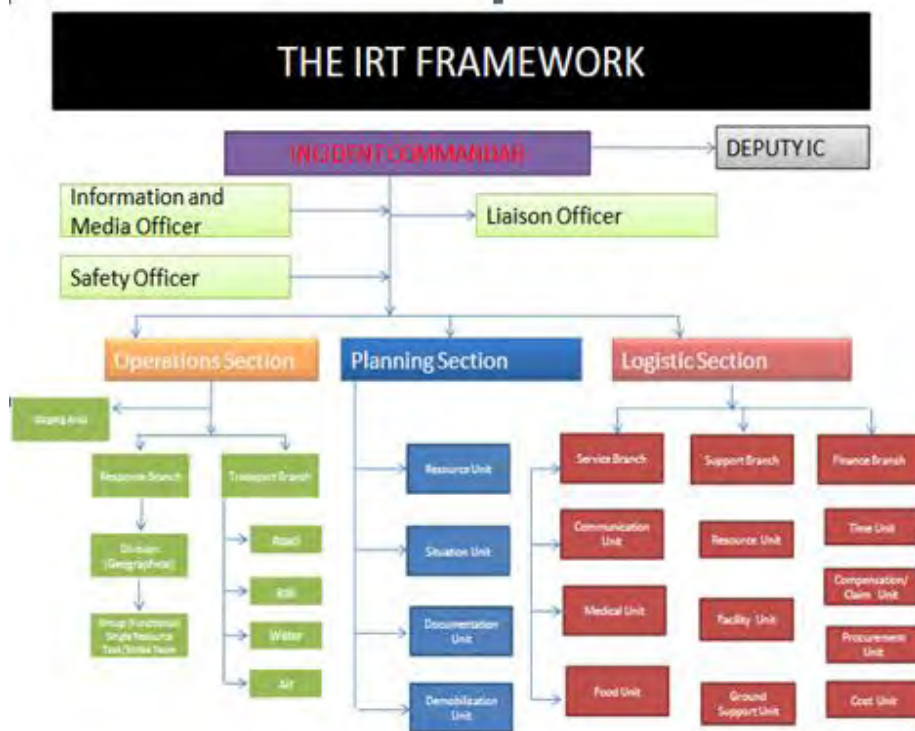 THE IRT FRAMEWORK
INCIDENT COMMANDAR
DEPUTY IC
Information and
Media Officer
Liaison Officer
Safety Officer
Operations Section
Planning Section
Logistic Section
Staging Area
Response Branch
Transport Branch
Division
(Geographical)
Group (Functional)
Single Resource
Task/Strike Team
Road
Rail
Water
Air
Resource Unit
Situation Unit
Documentation
Unit
Demobilization
Unit
Service Branch
Support Branch
Communication
Unit
Resource Unit
Time Unit
Compensation/
Claim Unit
Medical Unit
Facility Unit
Procurement
Unit
Food Unit
Ground
Support Unit
Cost Unit